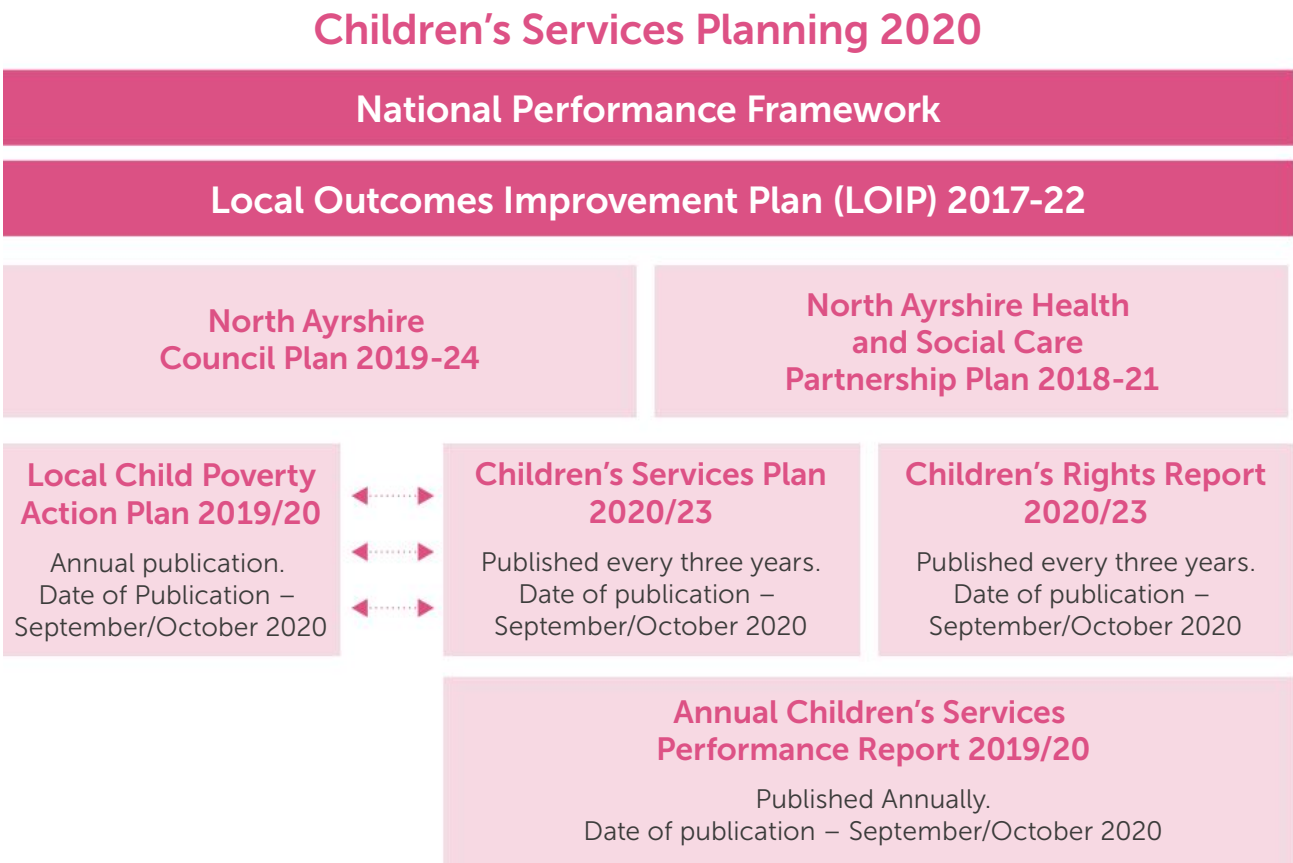 Children’s Services Planning 2020
National Performance Framework
Local Outcomes Improvement Plan (LOIP) 2017-22
North Ayrshire
Council Plan 2019-24
North Ayrshire Health
and Social Care
Partnership Plan 2018-21
Local Child Poverty
Action Plan 2019/20
Annual publication.
Date of Publication –
September/October 2020
Children’s Services Plan
2020/23
Published every three years.
Date of publication –
September/October 2020
Children’s Rights Report
2020/23
Published every three years.
Date of publication –
September/October 2020
Annual Children’s Services
Performance Report 2019/20
Published Annually.
Date of publication – September/October 2020